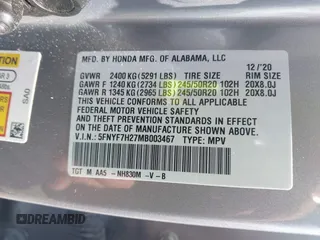 MFD. BY HONDA MFG. OF ALABAMA, LLC
12/'20
GVWR 2400 KG (5291 LBS) TIRE SIZE RIM SIZE
GAWR F 1240 KG (2734 LBS) 245/50R20 102H 20X8.0J
GAWR R 1345 KG (2965 LBS) 245/50R20 102H 20X8.0J
THIS VEHICLE CONFORMS TO ALL APPLICABLE
FEDERAL MOTOR VEHICLE SAFETY AND
BUMPER STANDARDS IN EFFECT ON THE
DATE OF MANUFACTURE SHOWN ABOVE.
V.I.N.: 5FNYF7H27MB003467 TYPE: MPV
TGT M AA5 - NH830M -V-B
SA0
AutoBidMaster